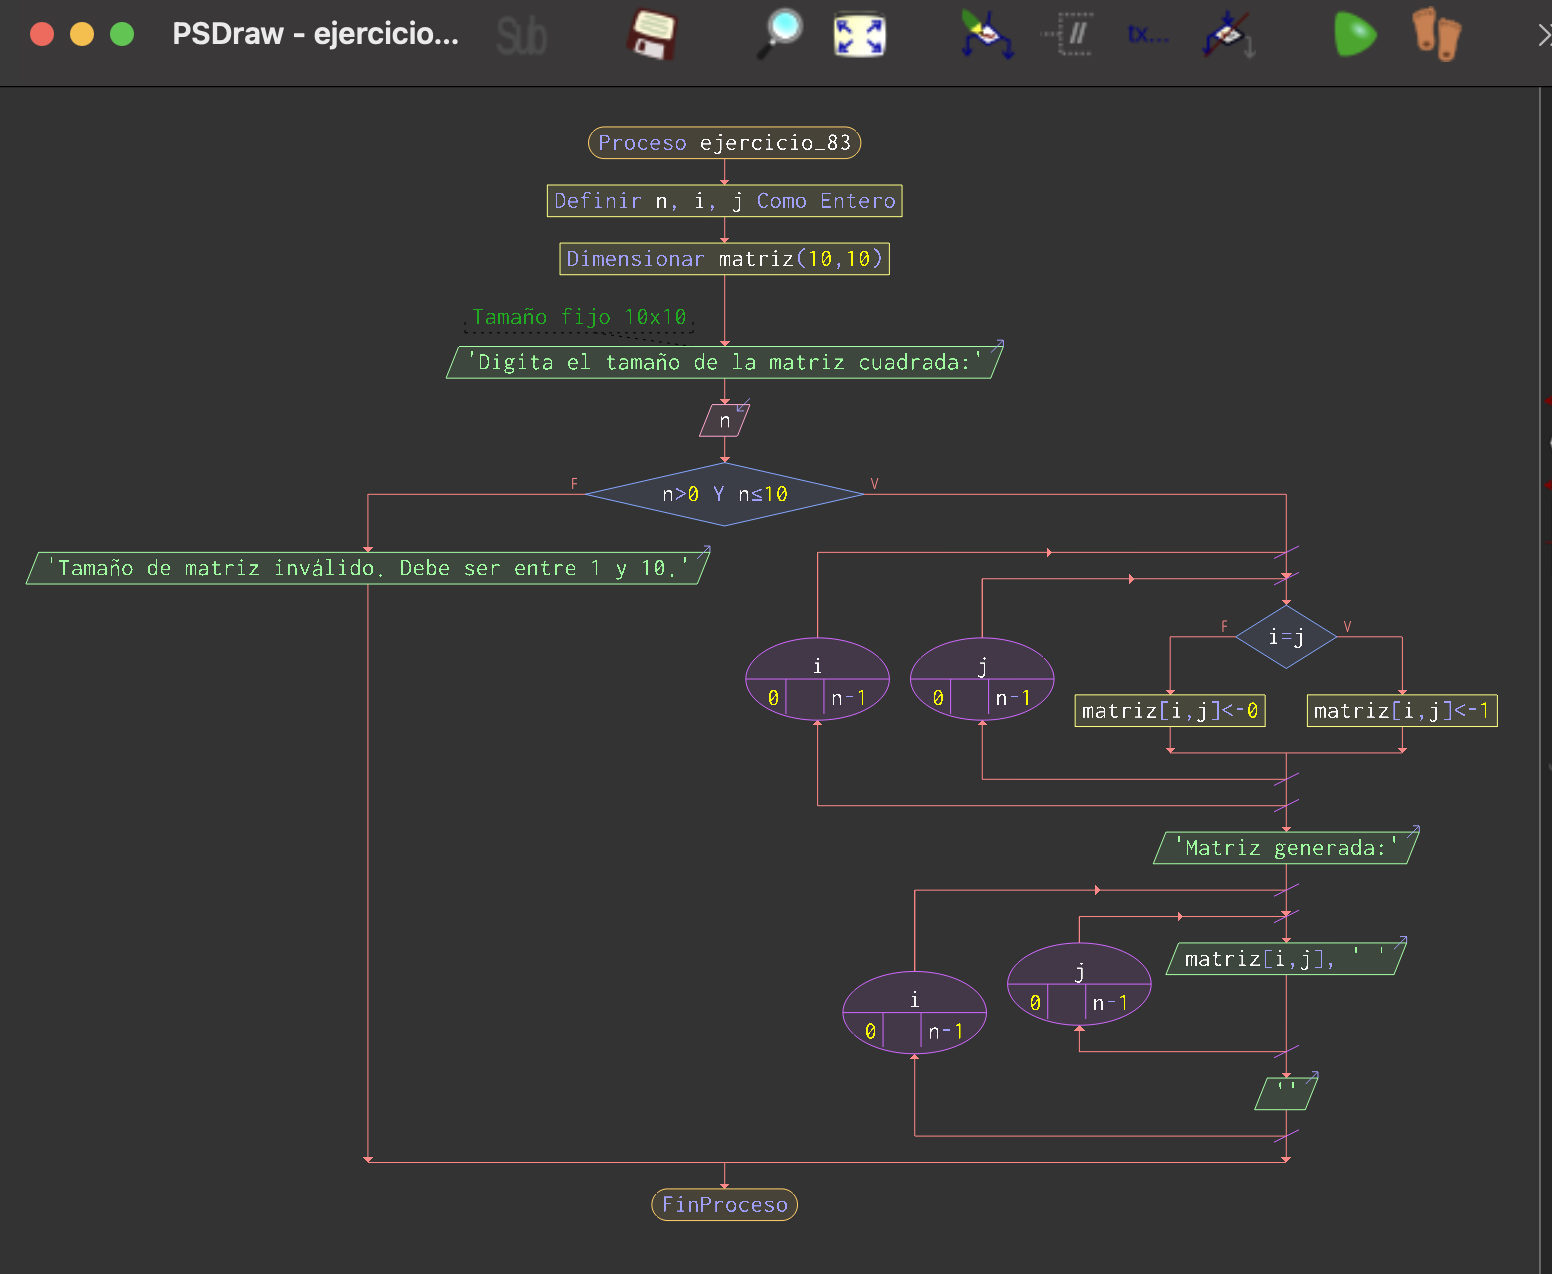 PSDraw - ejercicio...
Sub
tx...
Proceso ejercicio_83
Definir n, i, j Como Entero
Dimensionar matriz(10,10)
Tamaño fijo 10x10
'Digita el tamaño de la matriz cuadrada:'
n
F
n>0 Y n≤10
V
'Tamaño de matriz inválido. Debe ser entre 1 y 10.'
F
i=j
V
i
0 n-1
j
0 n-1
matriz[i,j]<-0
matriz[i,j]<-1
'Matriz generada:'
matriz[i,j], ' '
j
0 n-1
i
0 n-1
''
FinProceso